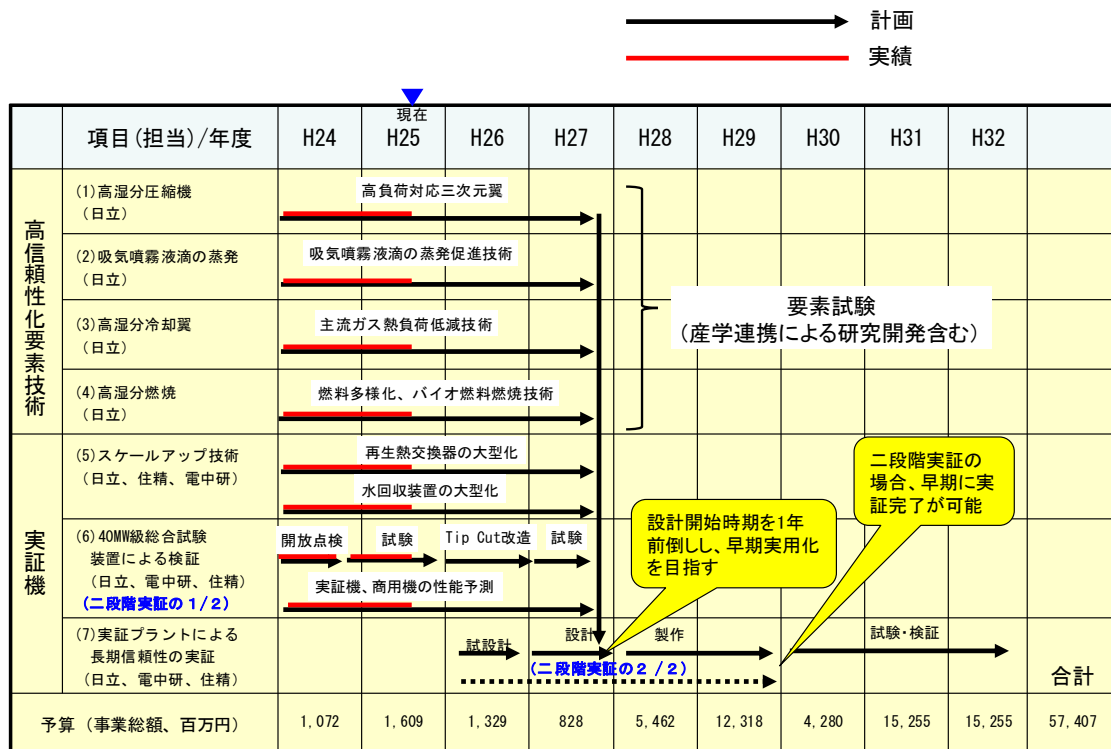 計画
実績
現在
項目(担当)/年度 H24 H25 H26 H27 H28 H29 H30 H31 H32
高信頼性化要素技術
(1)高湿分圧縮機
(日立)
高負荷対応三次元翼
(2)吸気噴霧液滴の蒸発
(日立)
吸気噴霧液滴の蒸発促進技術
(3)高湿分冷却翼
(日立)
主流ガス熱負荷低減技術
(4)高湿分燃焼
(日立)
燃料多様化、バイオ燃料燃焼技術
要素試験
(産学連携による研究開発含む)
実証機
(5)スケールアップ技術
(日立、住精、電中研)
再生熱交換器の大型化
水回収装置の大型化
(6)40MW級総合試験
装置による検証
(日立、電中研、住精)
(二段階実証の1/2)
開放点検 試験 Tip Cut改造 試験
実証機、商用機の性能予測
設計開始時期を1年
前倒しし、早期実用化
を目指す
二段階実証の
場合、早期に実
証完了が可能
(7)実証プラントによる
長期信頼性の実証
(日立、電中研、住精)
試設計 設計 製作 試験・検証
(二段階実証の2/2)
合計
予算(事業総額、百万円) 1,072 1,609 1,329 828 5,462 12,318 4,280 15,255 15,255 57,407